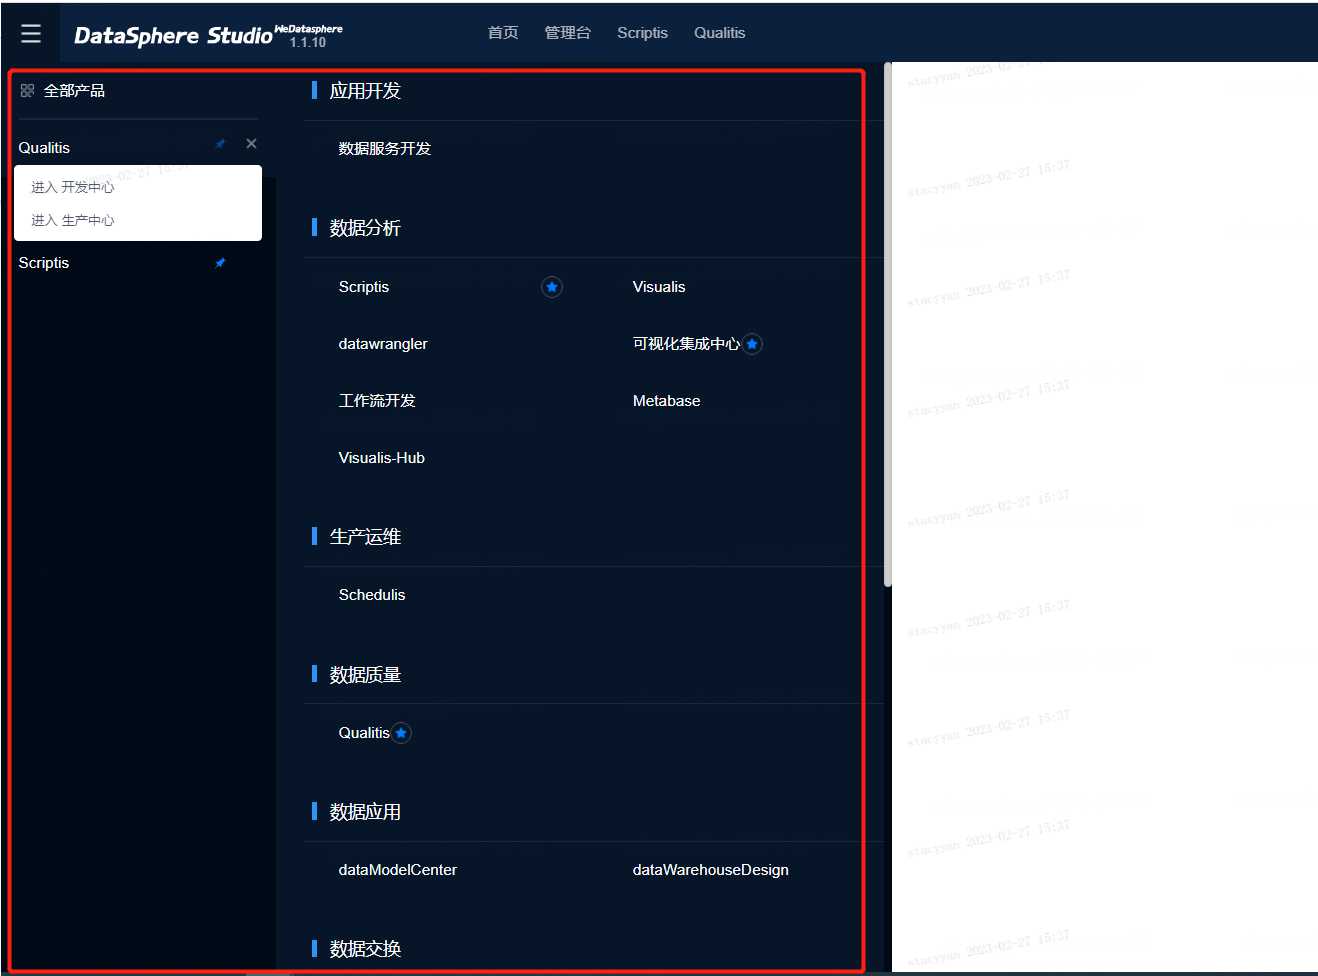 DataSphere Studio WeDatasphere 1.1.10
首页 管理台 Scriptis Qualitis
全部产品
Qualitis
进入 开发中心
进入 生产中心
Scriptis
应用开发
数据服务开发
数据分析
Scriptis Visualis
datawrangler 可视化集成中心
工作流开发 Metabase
Visualis-Hub
生产运维
Schedulis
数据质量
Qualitis
数据应用
dataModelCenter dataWarehouseDesign
数据交换
stacyyan 2023-02-27 15:37
stacyyan 2023-02-27 15:37
stacyyan 2023-02-27 15:37
stacyyan 2023-02-27 15:37
stacyyan 2023-02-27 15:37
stacyyan 2023-02-27 15:37
stacyyan 2023-02-27 15:37
stacyyan 2023-02-27 15:37
stacyyan 2023-02-27 15:37